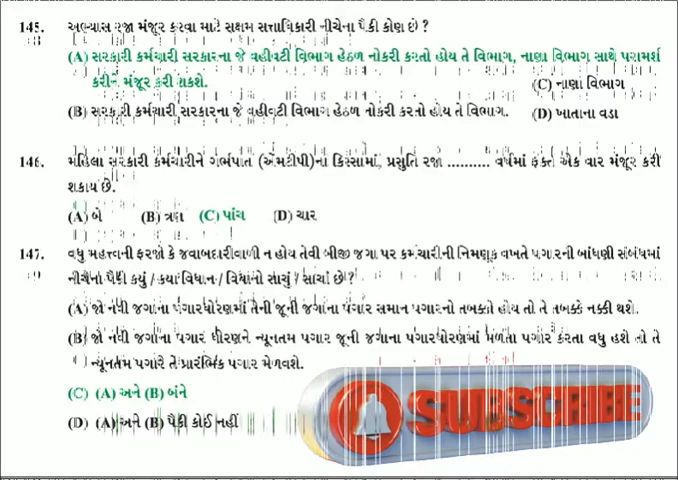 145. અભ્યાસ રજા મંજૂર કરવા માટે સક્ષમ સત્તાધિકારી નીચેના પૈકી કોણ છે ?
(A) સરકારી કર્મચારી સરકારના જે વહીવટી વિભાગ હેઠળ નોકરી કરતો હોય તે વિભાગ, નાણા વિભાગ સાથે પરામર્શ
કરીને મંજૂર કરી શકશે. (C) નાણાં વિભાગ
(B) સરકારી કર્મચારી સરકારના જે વહીવટી વિભાગ હેઠળ નોકરી કરતો હોય તે વિભાગ. (D) ખાતાના વડા
146. મહિલા સરકારી કર્મચારીને ગર્ભપાત (એમટીપી)ના કિસ્સામાં, પ્રસુતિ રજા .......... વર્ષમાં ફક્ત એક વાર મંજૂર કરી
શકાય છે.
(A) બે (B) ત્રણ (C) પાંચ (D) ચાર
147. વધુ મહત્ત્વની ફરજો કે જવાબદારીવાળી ન હોય તેવી બીજી જગા પર કર્મચારીની નિમણૂક વખતે પગારની બાંધણી સંબંધમાં
નીચેના પૈકી કયું / કયા વિધાન / વિધાનો સાચું / સાચાં છે ?
(A) જો નવી જગાના પગારધોરણમાં તેની જૂની જગાના પગાર સમાન પગારનો તબક્કો હોય તો તે તબક્કે નક્કી થશે.
(B) જો નવી જગાના પગાર ધોરણને ન્યૂનતમ પગાર જૂની જગાના પગારધોરણમાં મળતા પગાર કરતા વધુ હશે તો તે
ન્યૂનતમ પગાર તે પ્રારંભિક પગાર મેળવશે.
(C) (A) અને (B) બંને
(D) (A) અને (B) પૈકી કોઈ નહીં
SUBSCRIBE